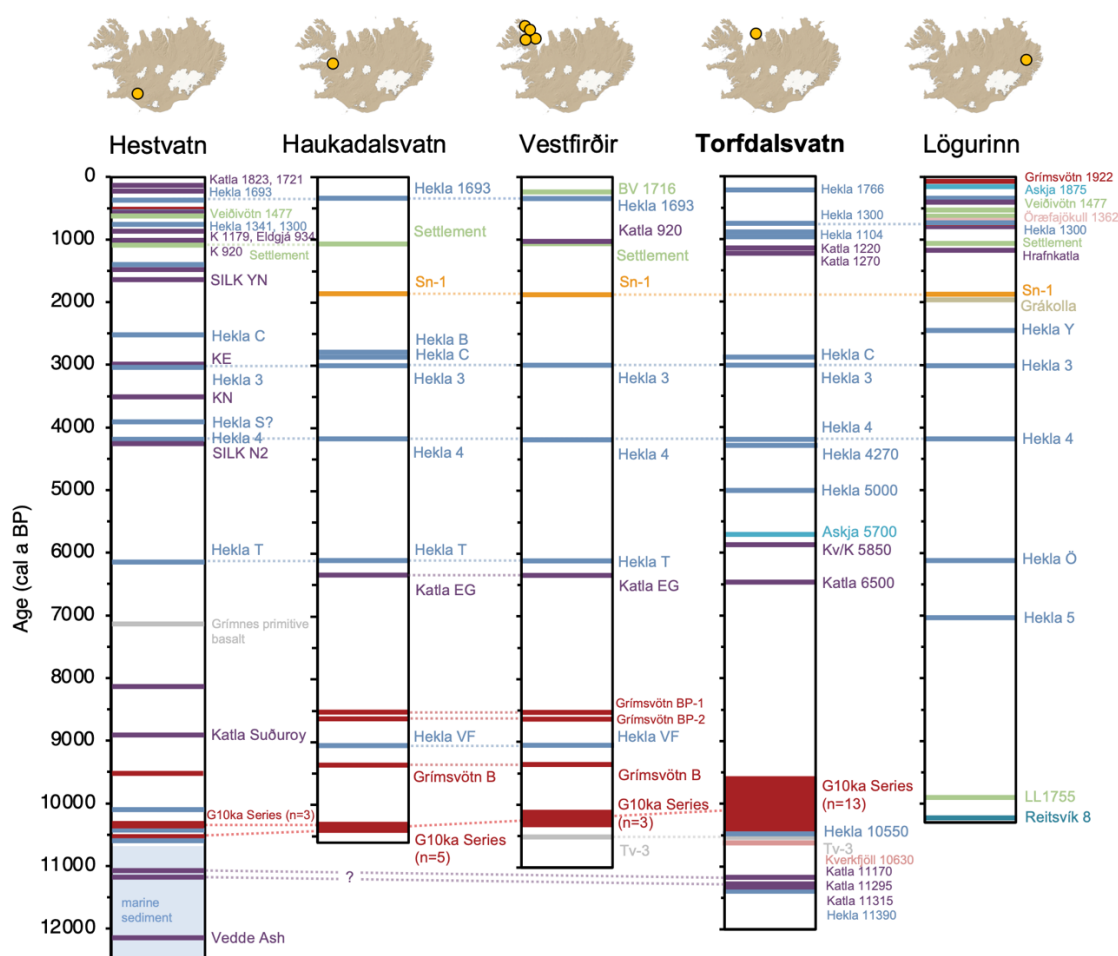 Hestvatn
Haukadalsvatn
Vestfirðir
Torfdalsvatn
Lögurinn
Age (cal a BP)
0
1000
2000
3000
4000
5000
6000
7000
8000
9000
10000
11000
12000
Katla 1823, 1721
Hekla 1693
Veiðivötn 1477
Hekla 1341, 1300
K 1179, Eldgjá 934
K 920
Settlement
SILK YN
Hekla C
KE
Hekla 3
KN
Hekla S?
Hekla 4
SILK N2
Hekla T
Grímnes primitive
basalt
Katla Suðuroy
G10ka Series (n=3)
marine
sediment
Vedde Ash
?
Hekla 1693
Settlement
Sn-1
Hekla B
Hekla C
Hekla 3
Hekla 4
Hekla T
Katla EG
Grímsvötn B
G10ka Series
(n=5)
BV 1716
Hekla 1693
Katla 920
Settlement
Sn-1
Hekla 3
Hekla 4
Hekla T
Katla EG
Grímsvötn BP-1
Grímsvötn BP-2
Hekla VF
Hekla VF
Grímsvötn B
G10ka Series
(n=3)
Tv-3
Hekla 1766
Hekla 1300
Hekla 1104
Katla 1220
Katla 1270
Hekla C
Hekla 3
Hekla 4
Hekla 4270
Hekla 5000
Askja 5700
Kv/K 5850
Katla 6500
G10ka Series
(n=13)
Hekla 10550
Tv-3
Kverkfjöll 10630
Katla 11170
Katla 11295
Katla 11315
Hekla 11390
Grímsvötn 1922
Askja 1875
Veiðivötn 1477
Öræfajökull 1362
Hekla 1300
Settlement
Hrafnkatla
Sn-1
Grákolla
Hekla Y
Hekla 3
Hekla 4
Hekla Ö
Hekla 5
LL1755
Reitsvík 8